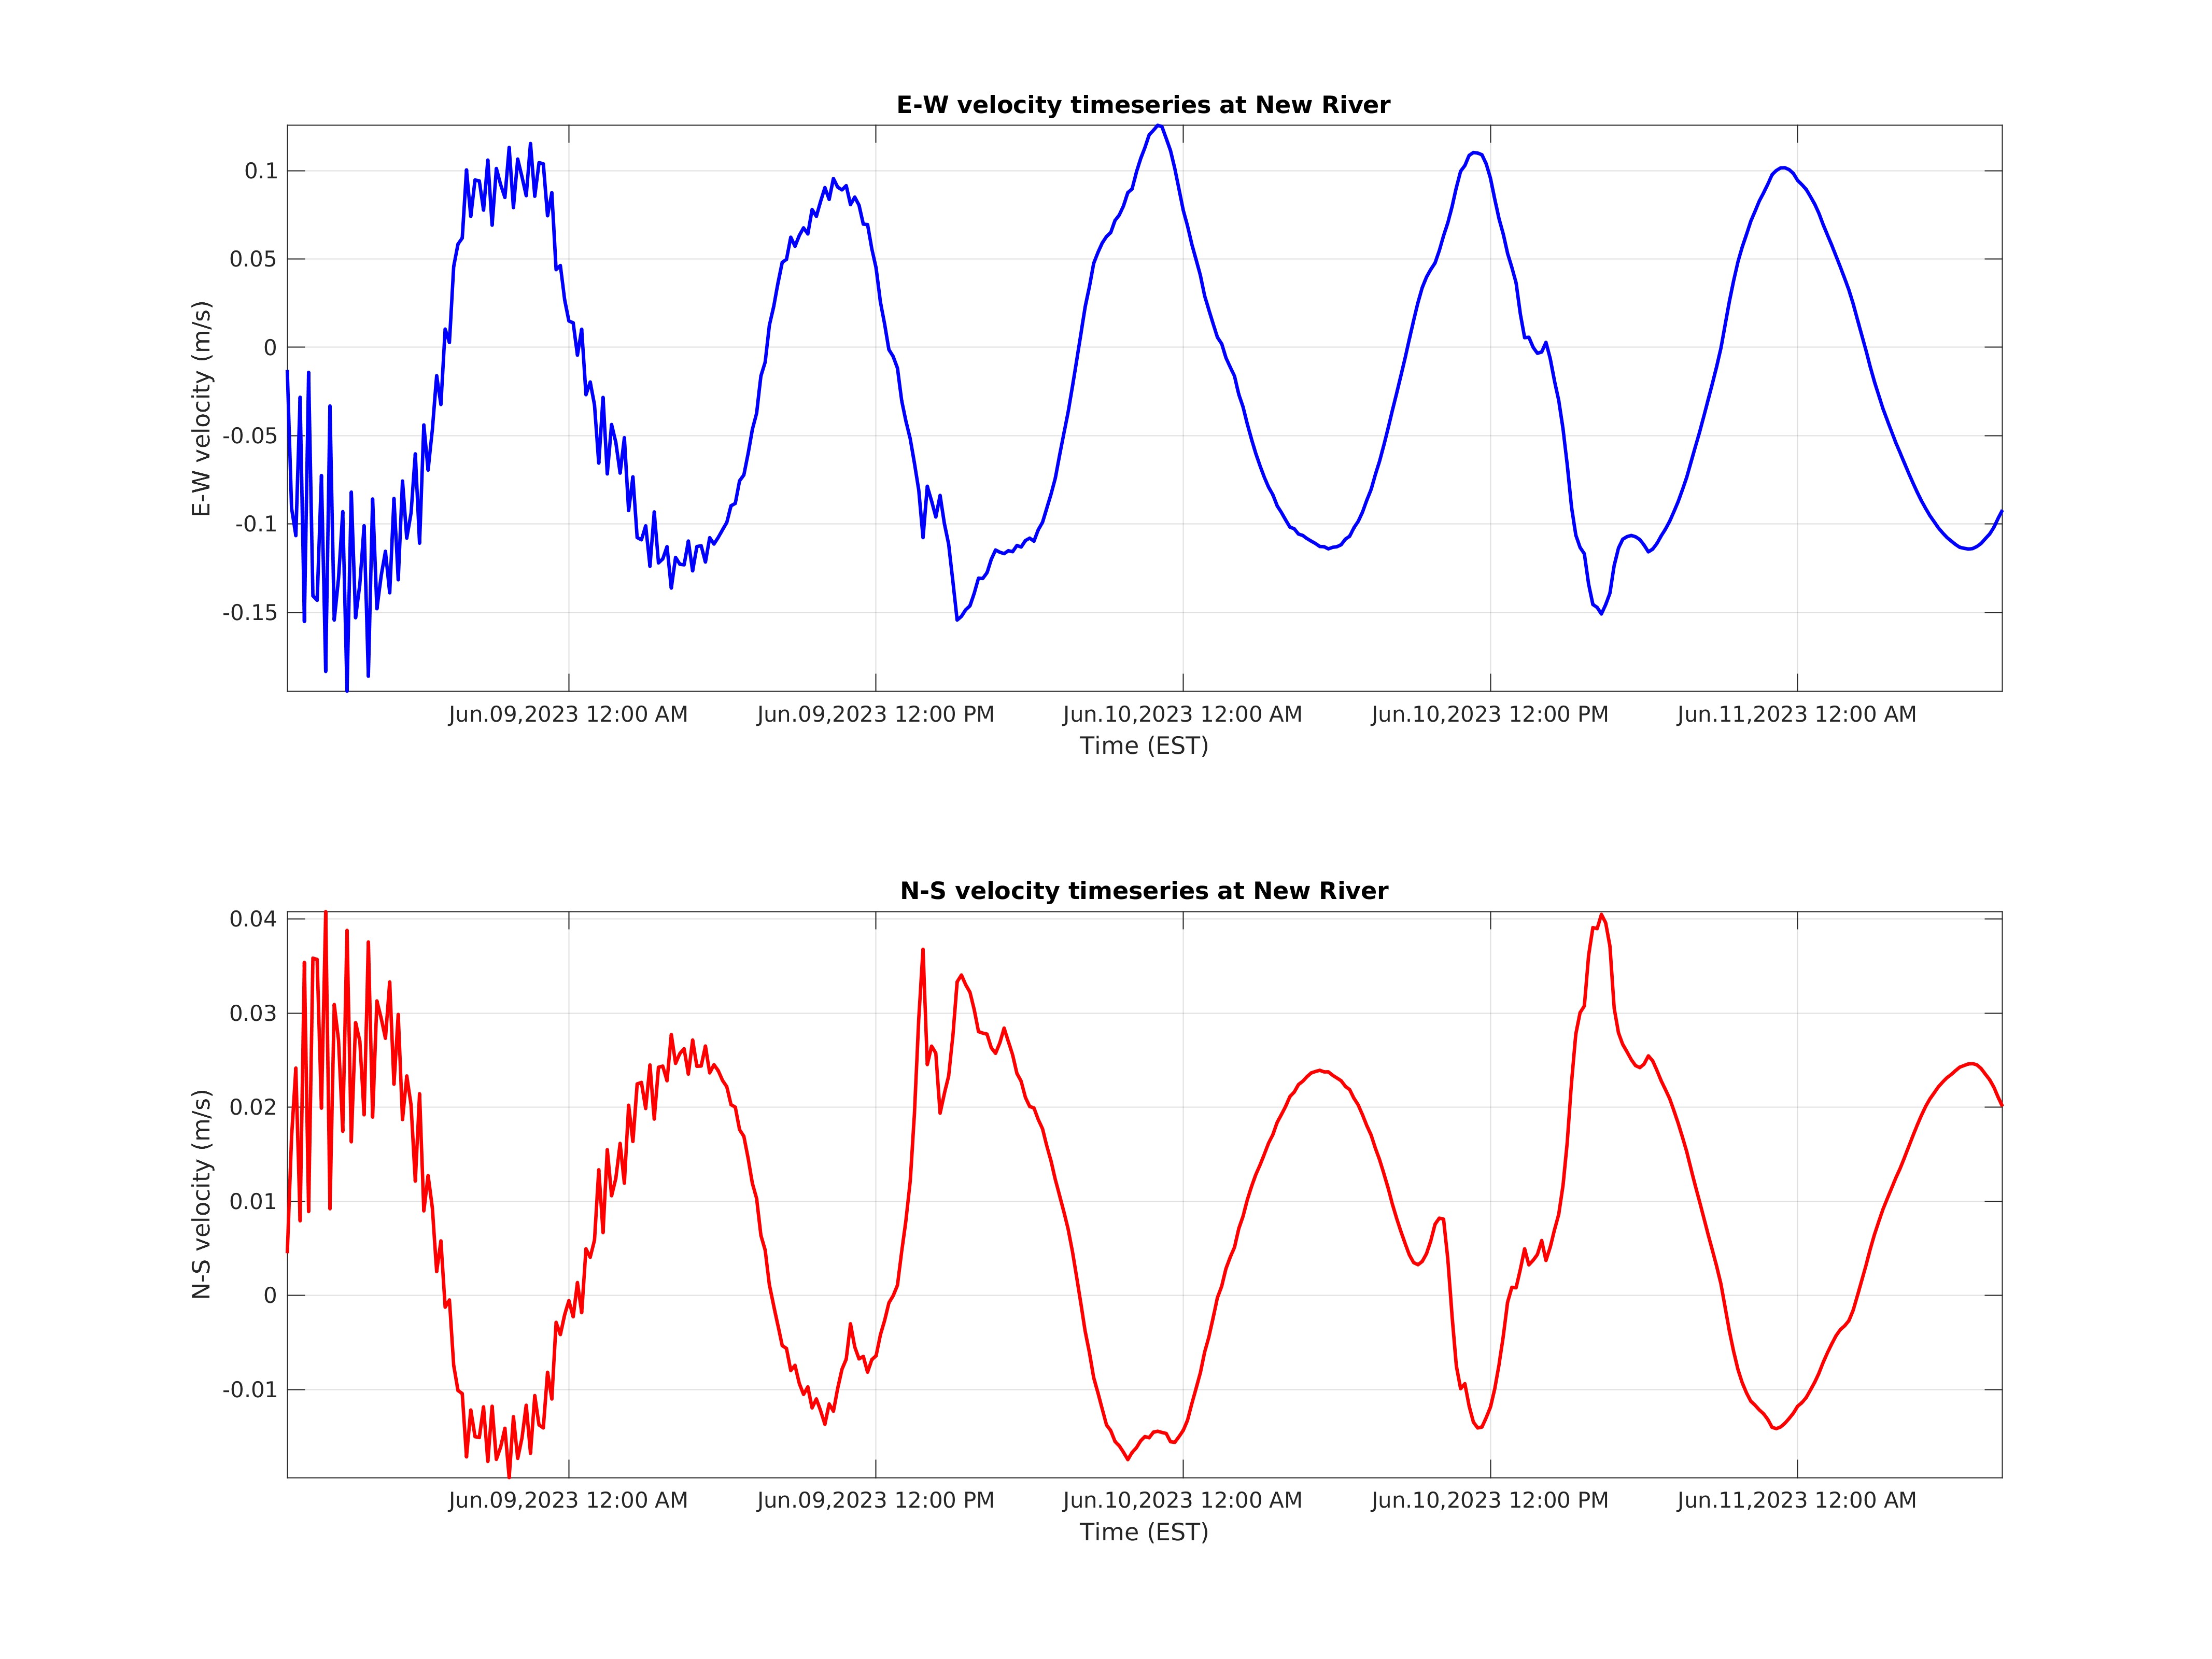 E-W velocity timeseries at New River
E-W velocity (m/s)
0.1
0.05
0
-0.05
-0.1
-0.15
Jun.09,2023 12:00 AM Jun.09,2023 12:00 PM Jun.10,2023 12:00 AM Jun.10,2023 12:00 PM Jun.11,2023 12:00 AM
Time (EST)
N-S velocity timeseries at New River
N-S velocity (m/s)
0.04
0.03
0.02
0.01
0
-0.01
Jun.09,2023 12:00 AM Jun.09,2023 12:00 PM Jun.10,2023 12:00 AM Jun.10,2023 12:00 PM Jun.11,2023 12:00 AM
Time (EST)